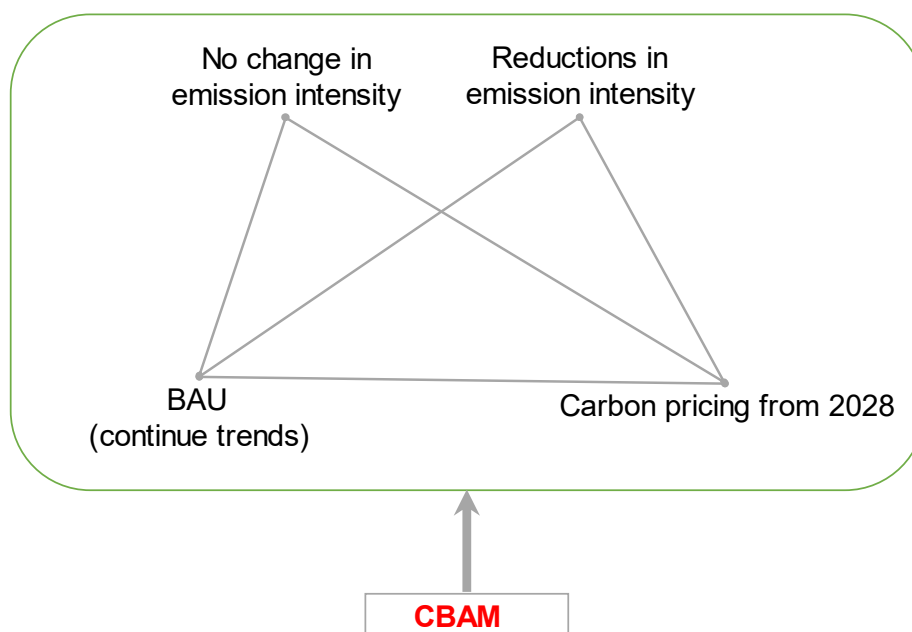 No change in
emission intensity
Reductions in
emission intensity
BAU
(continue trends)
Carbon pricing from 2028
CBAM